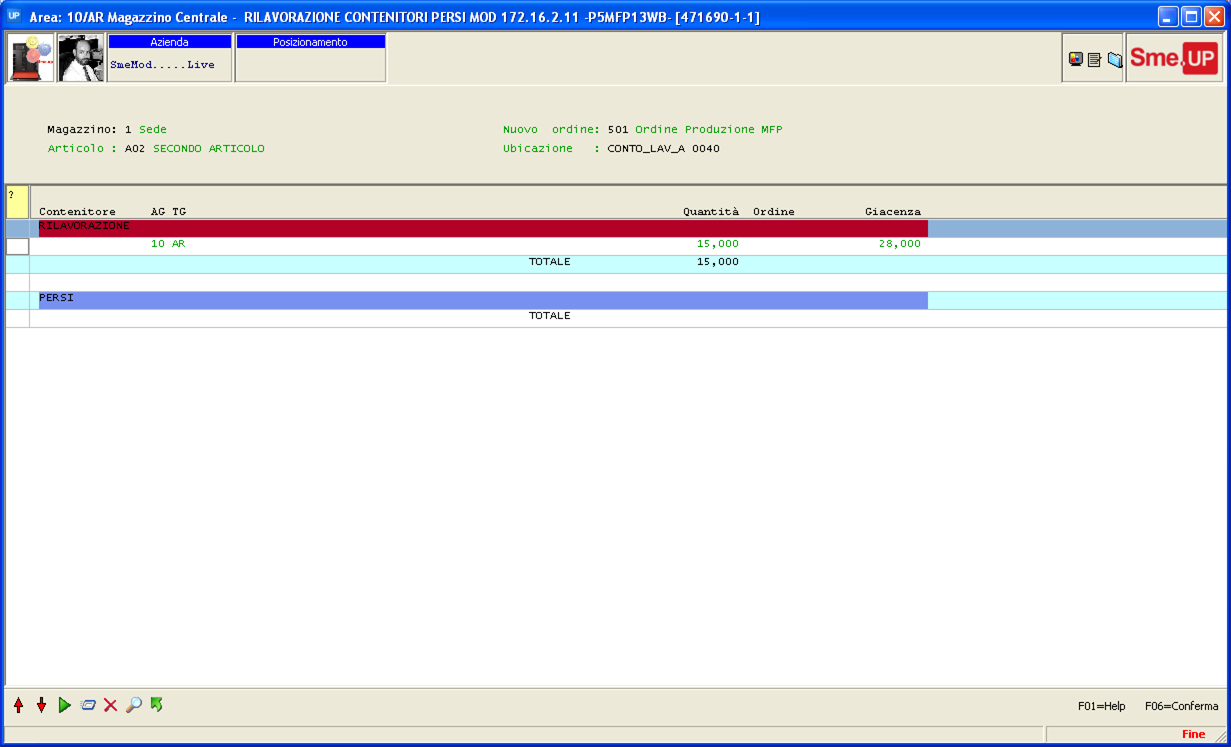 UP Area: 10/AR Magazzino Centrale - RILAVORAZIONE CONTENITORI PERSI MOD 172.16.2.11 -P5MFP13WB- [471690-1-1]
Azienda
SmeMod.....Live
Posizionamento
Sme.UP
Magazzino: 1 Sede
Nuovo ordine: 501 Ordine Produzione MFP
Articolo : A02 SECONDO ARTICOLO
Ubicazione : CONTO_LAV_A 0040
?
Contenitore AG TG Quantità Ordine Giacenza
RILAVORAZIONE
10 AR 15,000 28,000
TOTALE 15,000
PERSI
TOTALE
F01=Help F06=Conferma
Fine